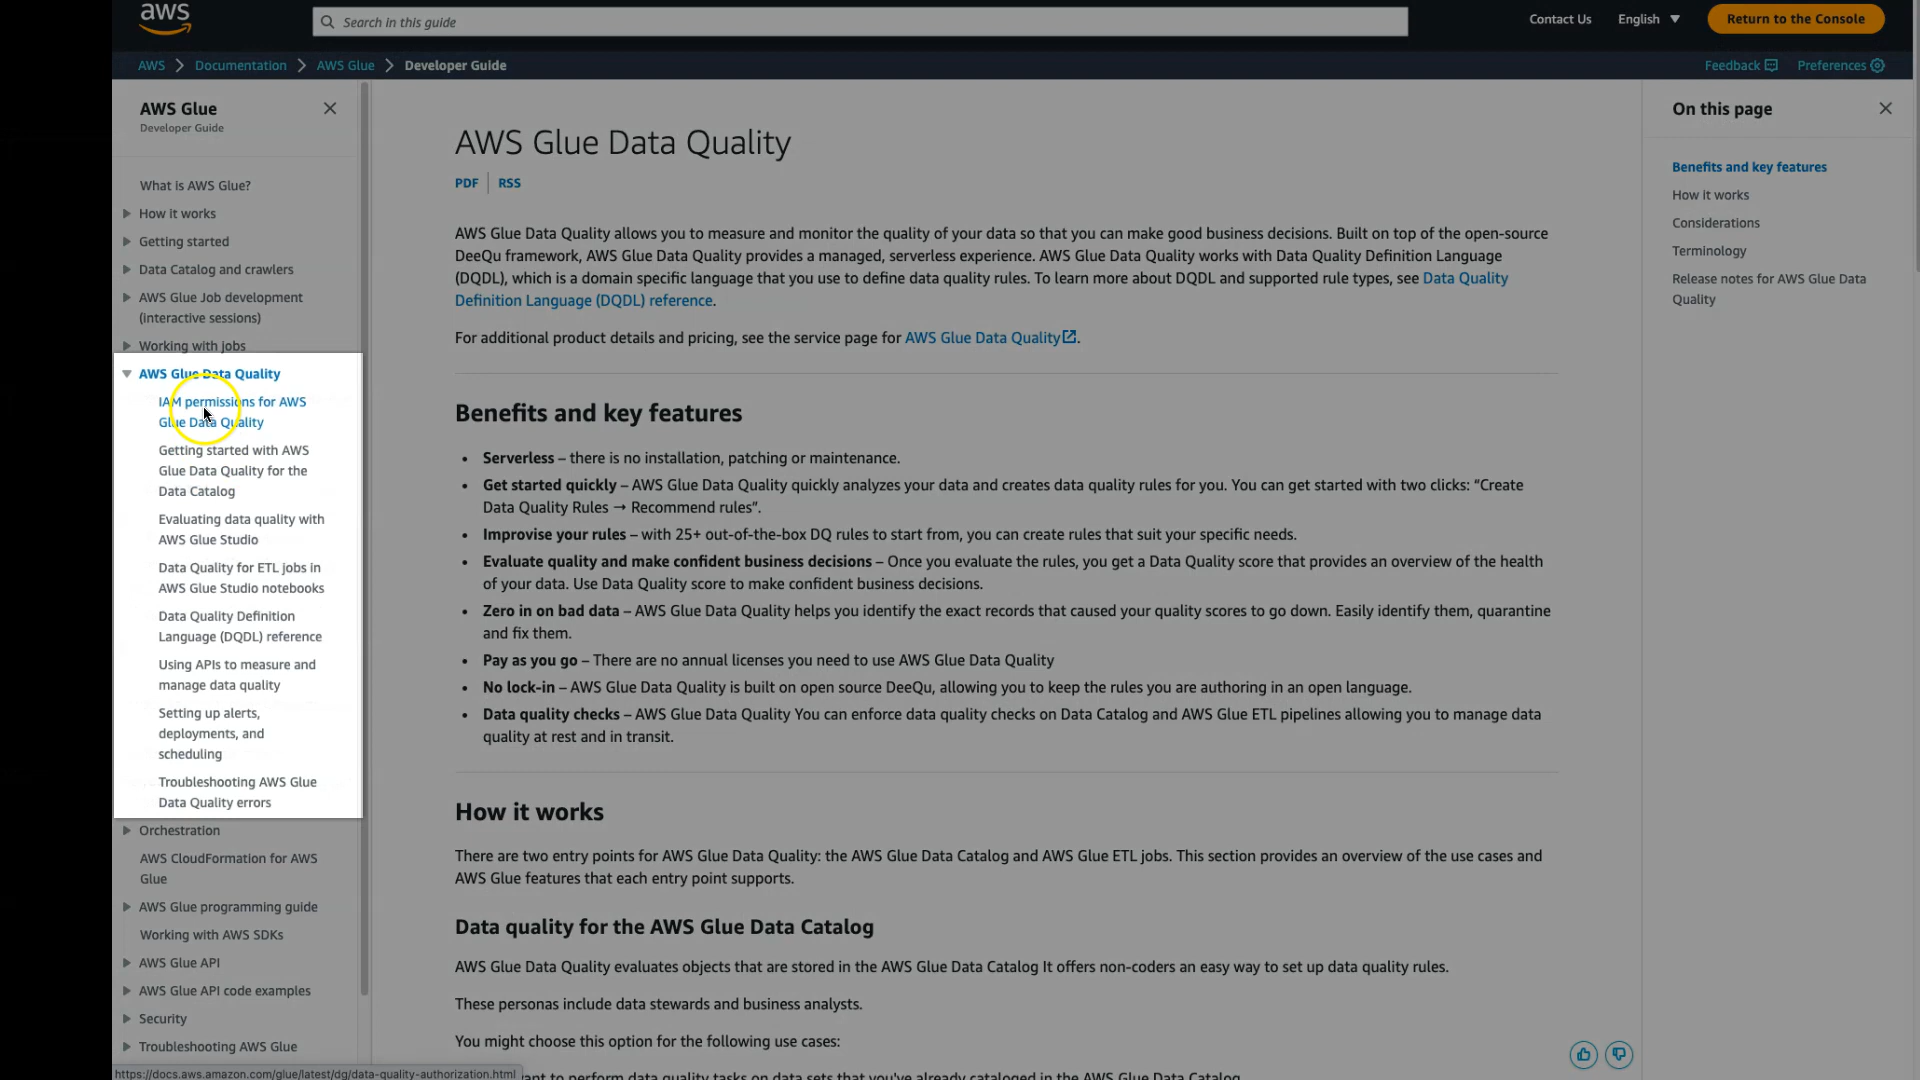 aws
Search in this guide
Contact Us
English
Return to the Console
AWS
Documentation
AWS Glue
Developer Guide
Feedback
Preferences
AWS Glue
Developer Guide
What is AWS Glue?
How it works
Getting started
Data Catalog and crawlers
AWS Glue Job development
(interactive sessions)
Working with jobs
AWS Glue Data Quality
IAM permissions for AWS
Glue Data Quality
Getting started with AWS
Glue Data Quality for the
Data Catalog
Evaluating data quality with
AWS Glue Studio
Data Quality for ETL jobs in
AWS Glue Studio notebooks
Data Quality Definition
Language (DQDL) reference
Using APIs to measure and
manage data quality
Setting up alerts,
deployments, and
scheduling
Troubleshooting AWS Glue
Data Quality errors
Orchestration
AWS CloudFormation for AWS
Glue
AWS Glue programming guide
Working with AWS SDKs
AWS Glue API
AWS Glue API code examples
Security
Troubleshooting AWS Glue
https://docs.aws.amazon.com/glue/latest/dg/data-quality-authorization.html
AWS Glue Data Quality
PDF
RSS
AWS Glue Data Quality allows you to measure and monitor the quality of your data so that you can make good business decisions. Built on top of the open-source
DeeQu framework, AWS Glue Data Quality provides a managed, serverless experience. AWS Glue Data Quality works with Data Quality Definition Language
(DQDL), which is a domain specific language that you use to define data quality rules. To learn more about DQDL and supported rule types, see Data Quality
Definition Language (DQDL) reference.
For additional product details and pricing, see the service page for AWS Glue Data Quality.
Benefits and key features
• Serverless – there is no installation, patching or maintenance.
• Get started quickly – AWS Glue Data Quality quickly analyzes your data and creates data quality rules for you. You can get started with two clicks: “Create
Data Quality Rules → Recommend rules”.
• Improvise your rules – with 25+ out-of-the-box DQ rules to start from, you can create rules that suit your specific needs.
• Evaluate quality and make confident business decisions – Once you evaluate the rules, you get a Data Quality score that provides an overview of the health
of your data. Use Data Quality score to make confident business decisions.
• Zero in on bad data – AWS Glue Data Quality helps you identify the exact records that caused your quality scores to go down. Easily identify them, quarantine
and fix them.
• Pay as you go – There are no annual licenses you need to use AWS Glue Data Quality
• No lock-in – AWS Glue Data Quality is built on open source DeeQu, allowing you to keep the rules you are authoring in an open language.
• Data quality checks – AWS Glue Data Quality You can enforce data quality checks on Data Catalog and AWS Glue ETL pipelines allowing you to manage data
quality at rest and in transit.
How it works
There are two entry points for AWS Glue Data Quality: the AWS Glue Data Catalog and AWS Glue ETL jobs. This section provides an overview of the use cases and
AWS Glue features that each entry point supports.
Data quality for the AWS Glue Data Catalog
AWS Glue Data Quality evaluates objects that are stored in the AWS Glue Data Catalog It offers non-coders an easy way to set up data quality rules.
These personas include data stewards and business analysts.
You might choose this option for the following use cases:
to perform data quality tasks on data sets that you've already cataloged in the AWS Glue Data Catalog.
On this page
Benefits and key features
How it works
Considerations
Terminology
Release notes for AWS Glue Data
Quality